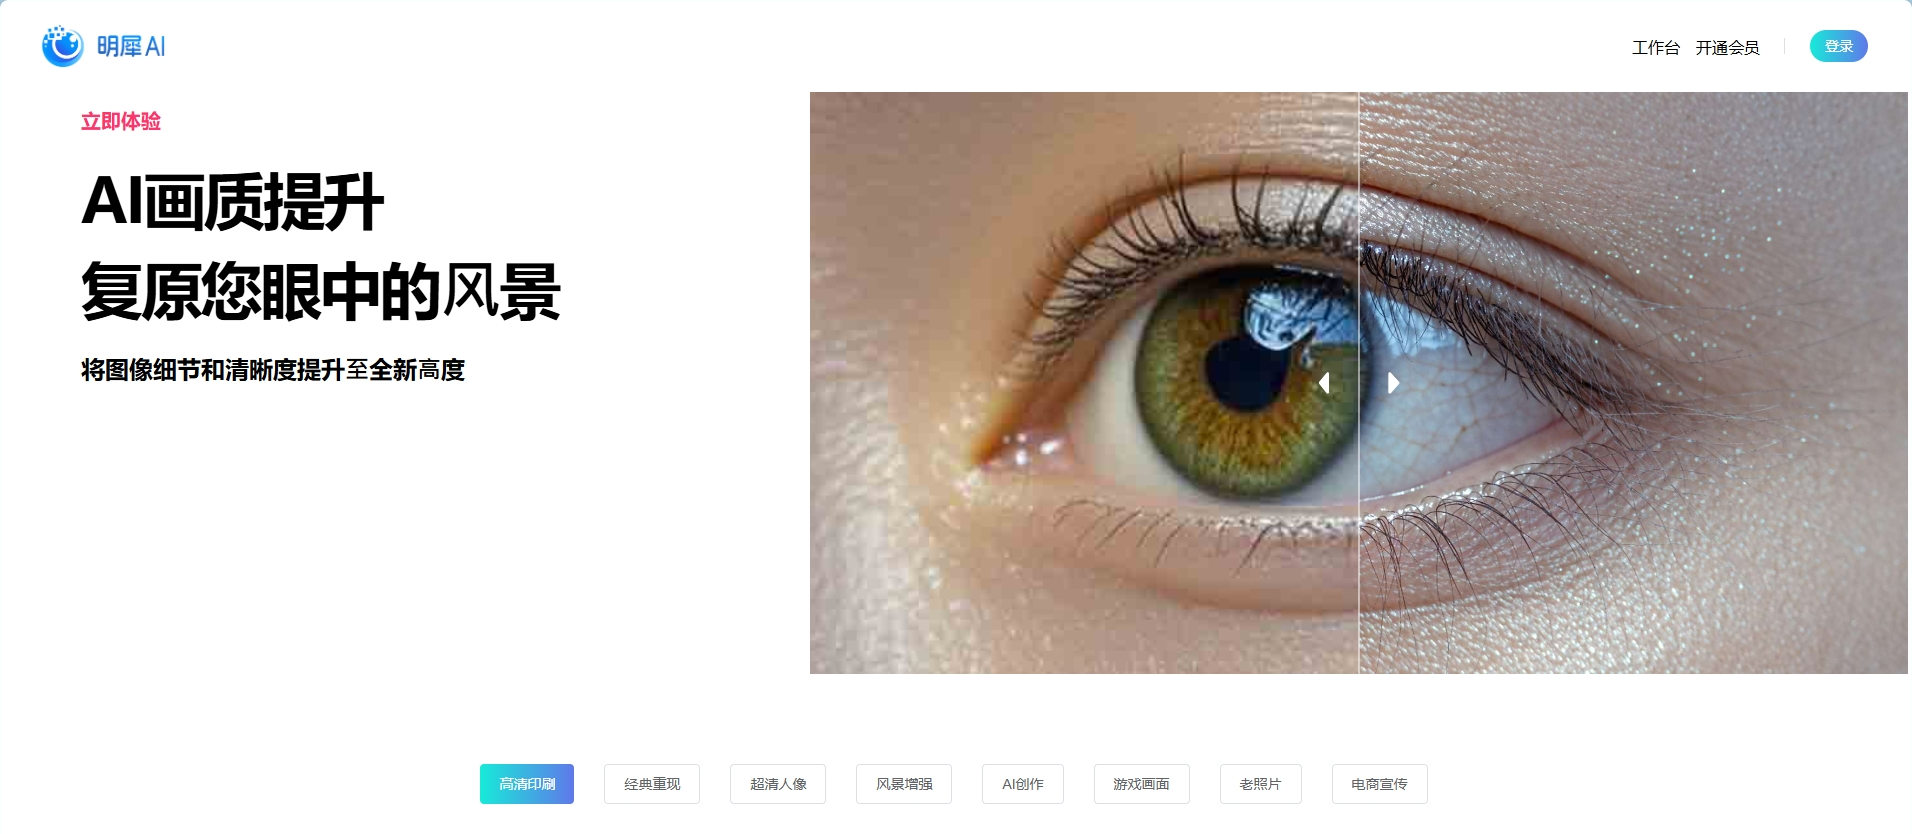 明犀AI
工作台 开通会员 登录
立即体验
AI画质提升
复原您眼中的风景
将图像细节和清晰度提升至全新高度
高清印刷 经典重现 超清人像 风景增强 AI创作 游戏画面 老照片 电商宣传